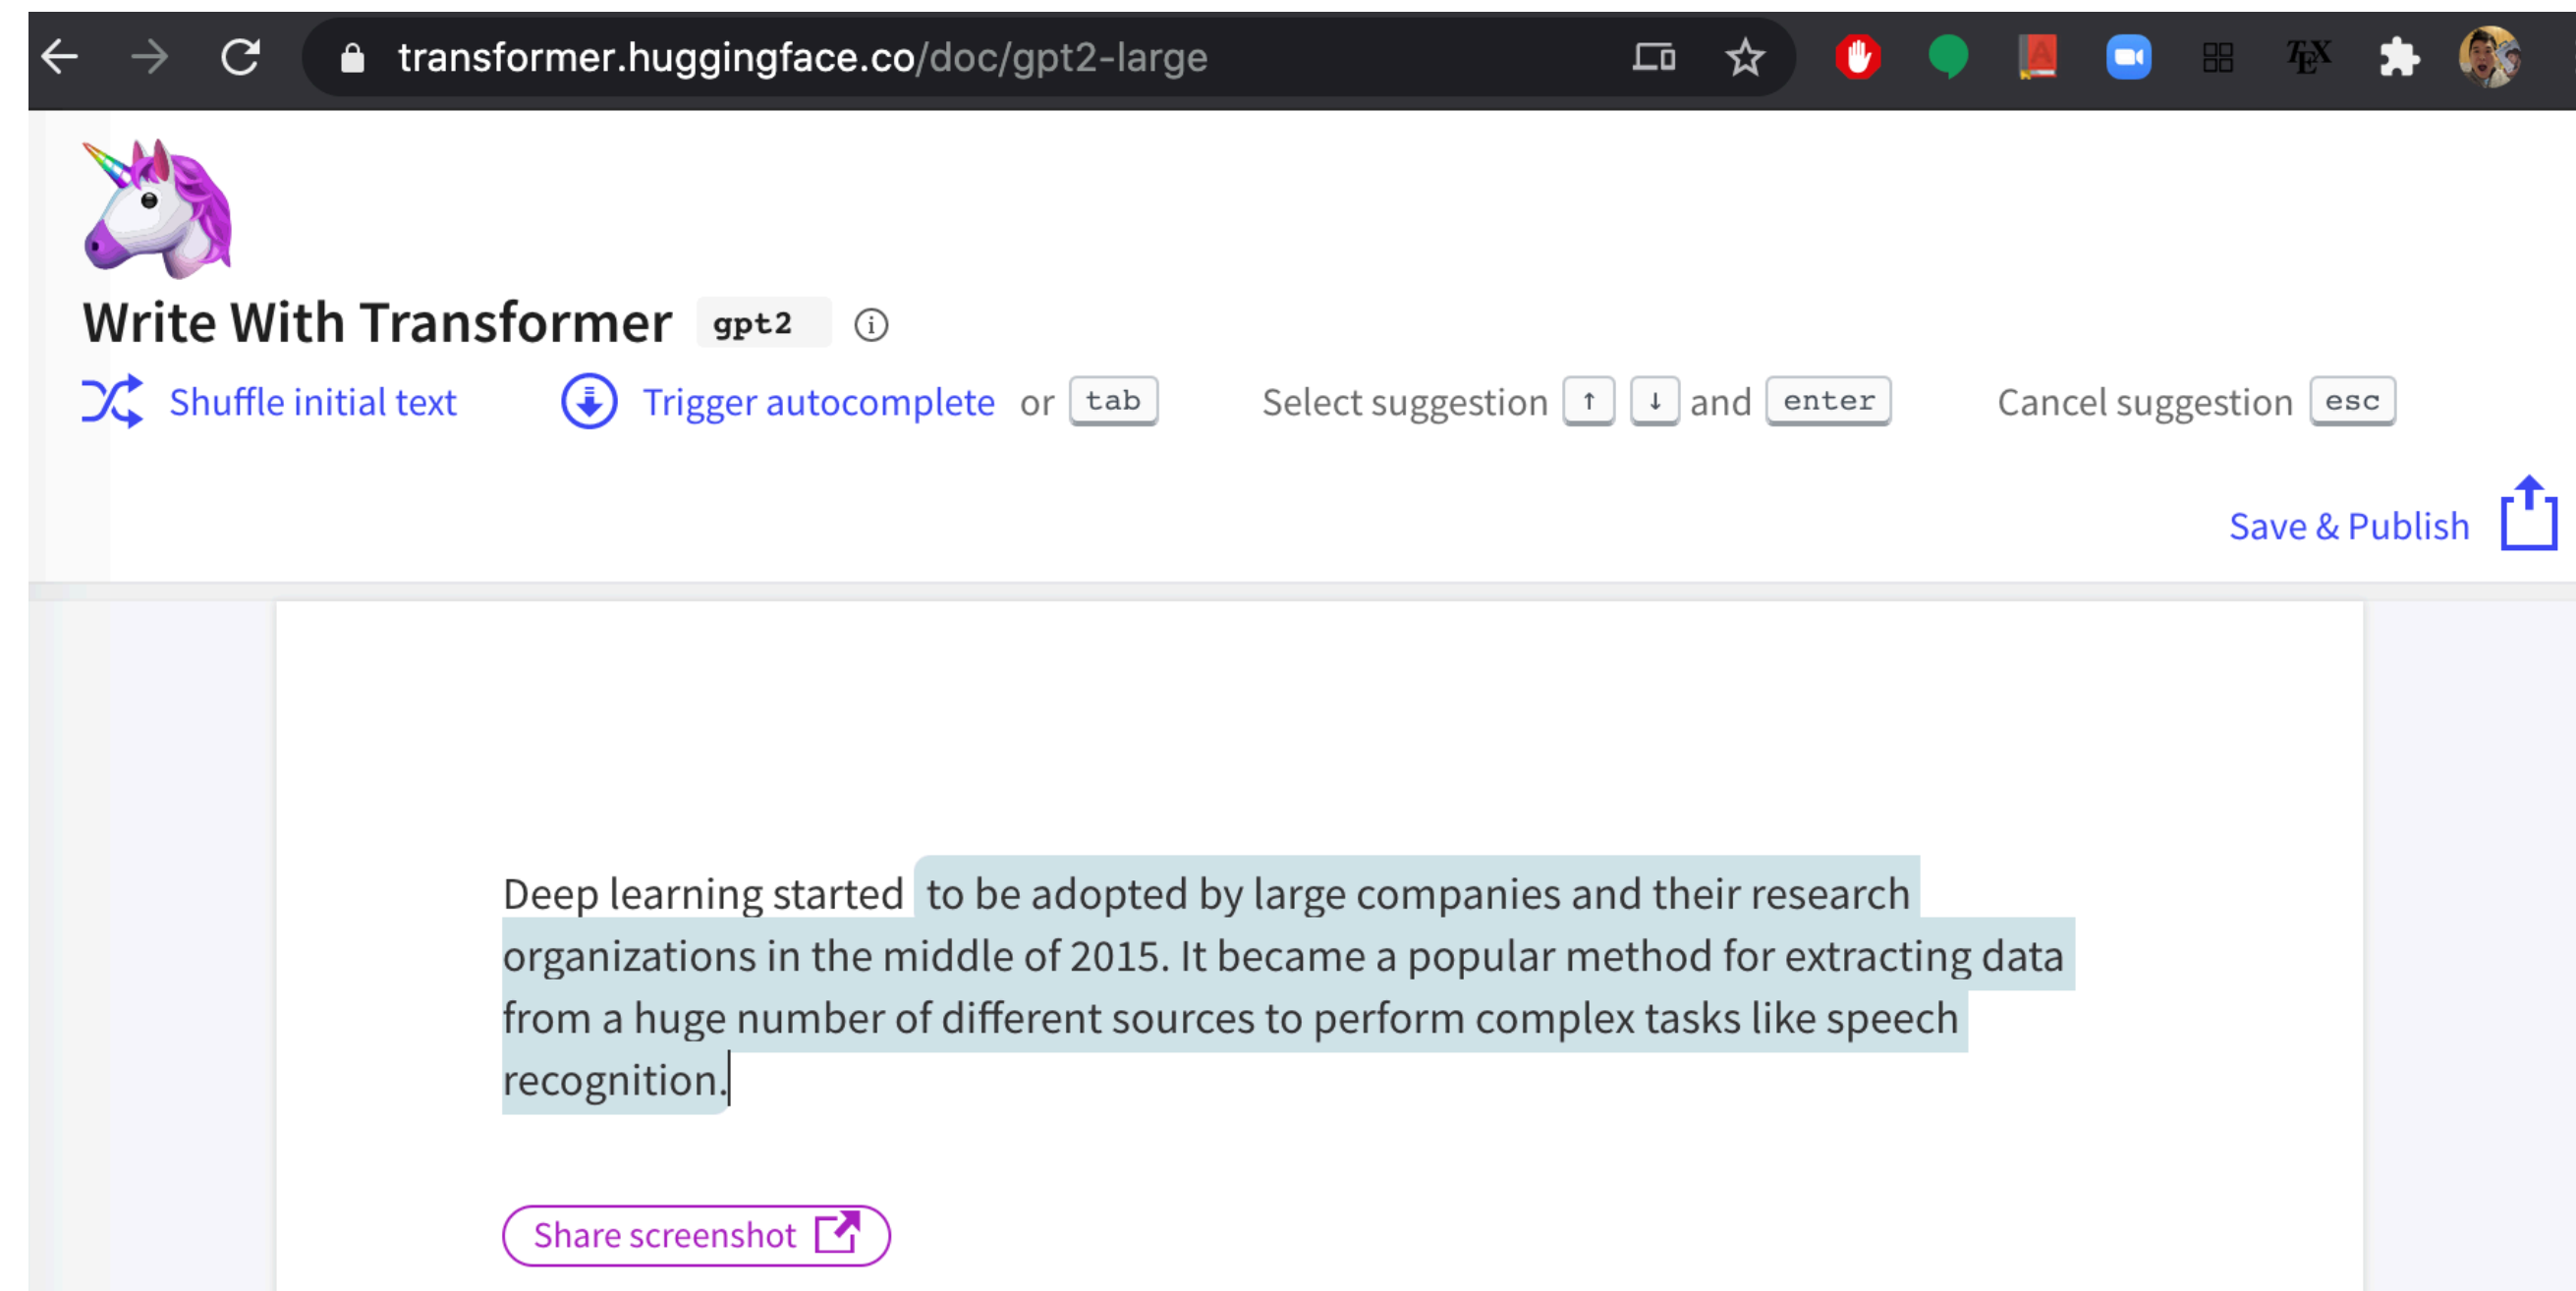 transformer.huggingface.co/doc/gpt2-large
A
TEX
Write With Transformer gpt2 i
Shuffle initial text Trigger autocomplete or tab Select suggestion ↑ ↓ and enter Cancel suggestion esc
Save & Publish
Deep learning started to be adopted by large companies and their research
organizations in the middle of 2015. It became a popular method for extracting data
from a huge number of different sources to perform complex tasks like speech
recognition.
Share screenshot